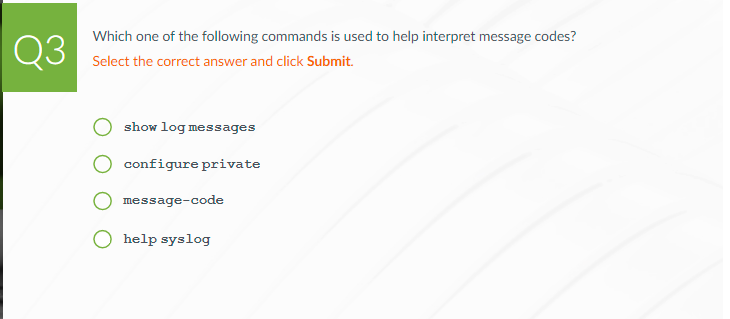 Q3
Which one of the following commands is used to help interpret message codes?
Select the correct answer and click Submit.
show log messages
configure private
message-code
help syslog